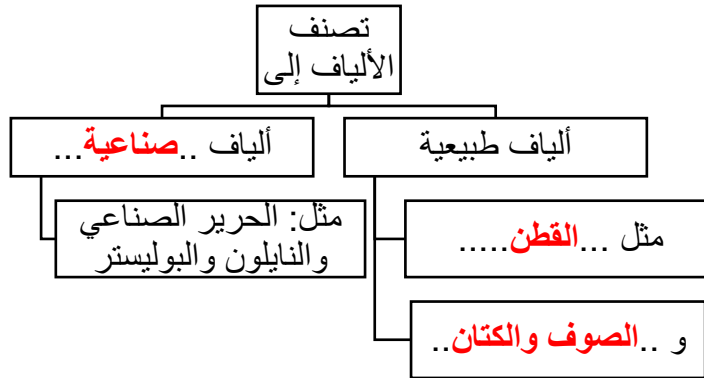 تصنف
الألياف إلى
ألياف طبيعية
ألياف ..صناعية...
مثل ...القطن.....
مثل: الحرير الصناعي
والنايلون والبوليستر
و ..الصوف والكتان..